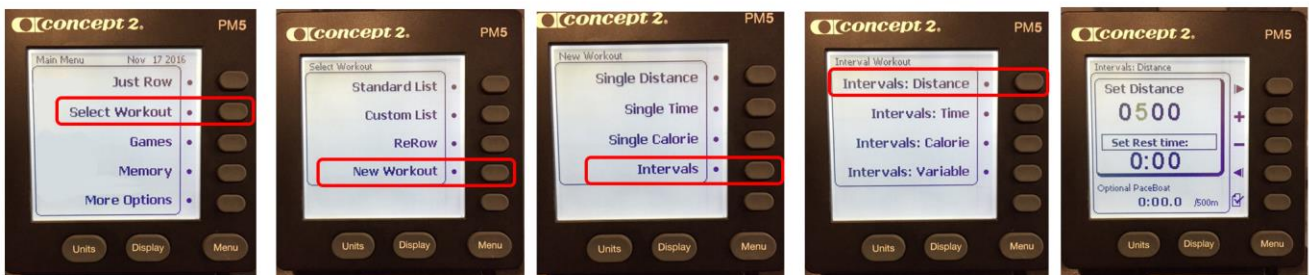 concept 2. PM5
Main Menu Nov 17 2016
Just Row
Select Workout
Games
Memory
More Options
Units Display Menu
concept 2. PM5
Select Workout
Standard List
Custom List
ReRow
New Workout
Units Display Menu
concept 2. PM5
New Workout
Single Distance
Single Time
Single Calorie
Intervals
Units Display Menu
concept 2. PM5
Interval Workout
Intervals: Distance
Intervals: Time
Intervals: Calorie
Intervals: Variable
Units Display Menu
concept 2. PM5
Intervals: Distance
Set Distance
0500
Set Rest time:
0:00
Optional PaceBoat
0:00.0 /500m
Units Display Menu